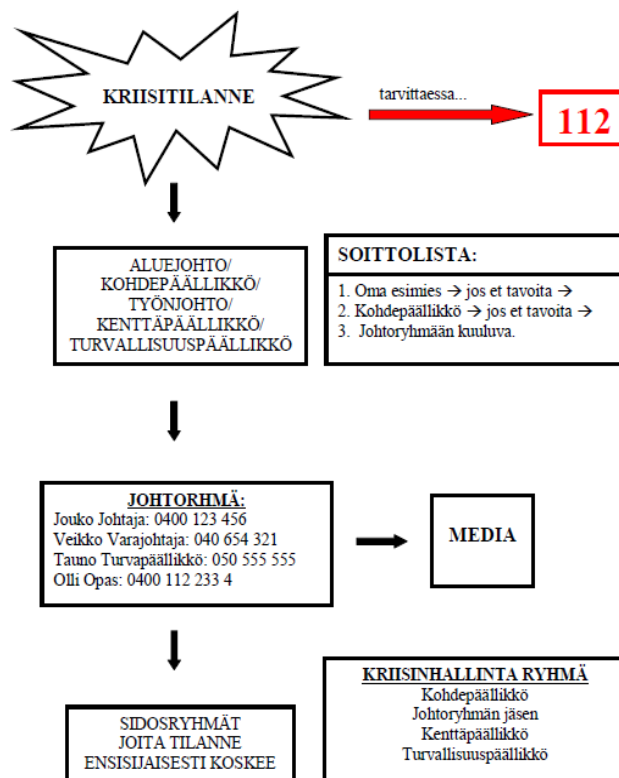 KRIISITILANNE
tarvittaessa...
112
ALUEJOHTO/
KOHDEPÄÄLLIKKÖ/
TYÖNJOHTO/
KENTTÄPÄÄLLIKKÖ/
TURVALLISUUSPÄÄLLIKKÖ
SOITTOLISTA:
1. Oma esimies → jos et tavoita →
2. Kohdepäällikkö → jos et tavoita →
3. Johtoryhmään kuuluva.
JOHTORHMÄ:
Jouko Johtaja: 0400 123 456
Veikko Varajohtaja: 040 654 321
Tauno Turvapäällikkö: 050 555 555
Olli Opas: 0400 112 233 4
MEDIA
SIDOSRYHMÄT
JOITA TILANNE
ENSISIJAISESTI KOSKEE
KRIISINHALLINTA RYHMÄ
Kohdepäällikkö
Johtoryhmän jäsen
Kenttäpäällikkö
Turvallisuuspäällikkö